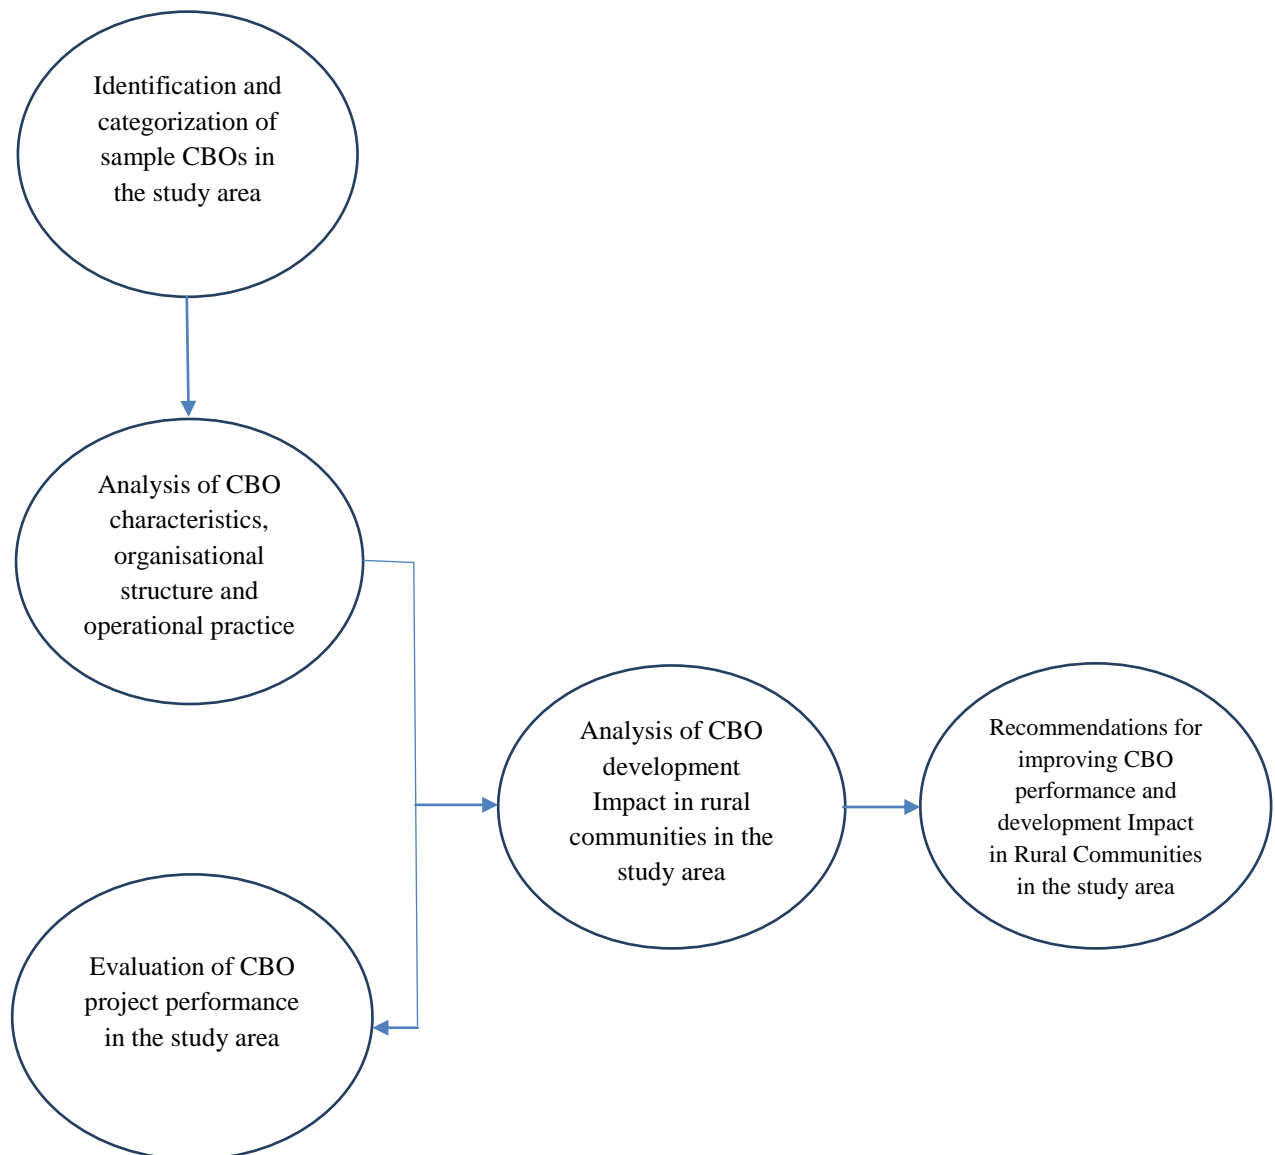 Identification and
categorization of
sample CBOs in
the study area
Analysis of CBO
characteristics,
organisational
structure and
operational practice
Evaluation of CBO
project performance
in the study area
Analysis of CBO
development
Impact in rural
communities in the
study area
Recommendations for
improving CBO
performance and
development Impact
in Rural Communities
in the study area